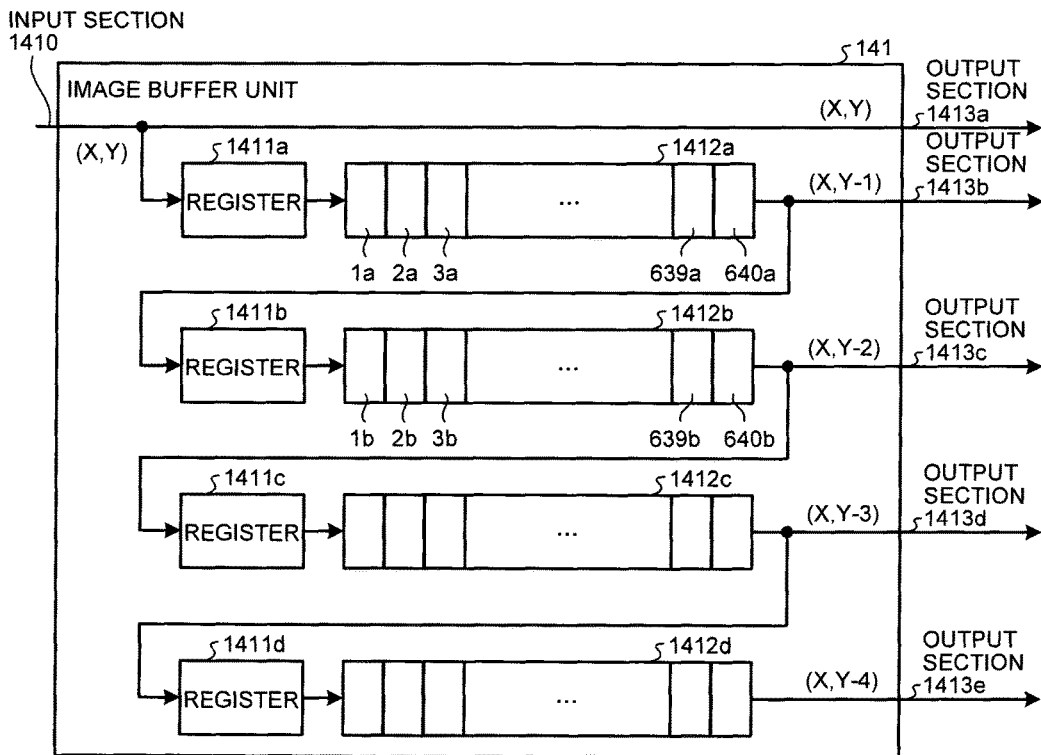 INPUT SECTION
1410
141
IMAGE BUFFER UNIT
OUTPUT
SECTION
(X,Y)
1413a
(X,Y)
OUTPUT
SECTION
1411a
1412a
(X,Y-1)
1413b
REGISTER
...
1a 2a 3a 639a 640a
1411b
1412b
OUTPUT
SECTION
(X,Y-2)
1413c
REGISTER
...
1b 2b 3b 639b 640b
1411c
1412c
OUTPUT
SECTION
(X,Y-3)
1413d
REGISTER
...
1411d
1412d
OUTPUT
SECTION
(X,Y-4)
1413e
REGISTER
...